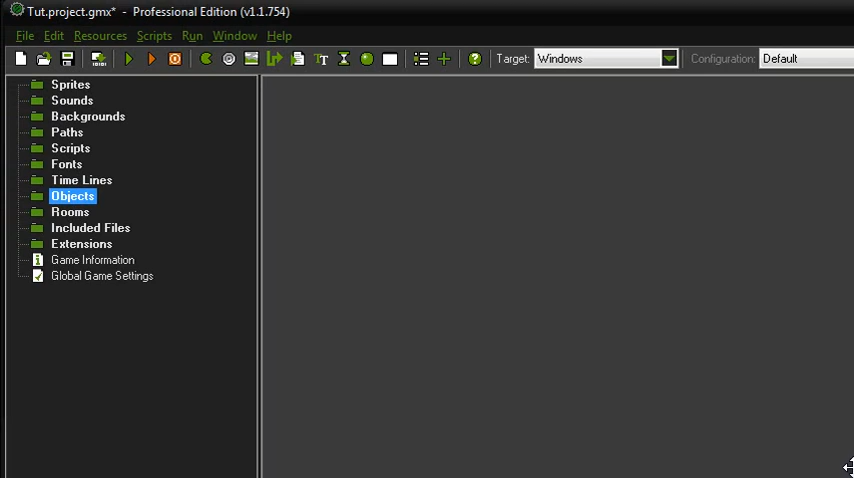 Tut.project.gmx* - Professional Edition (v1.1.754)
File Edit Resources Scripts Run Window Help
Target: Windows Configuration: Default
Sprites
Sounds
Backgrounds
Paths
Scripts
Fonts
Time Lines
Objects
Rooms
Included Files
Extensions
Game Information
Global Game Settings